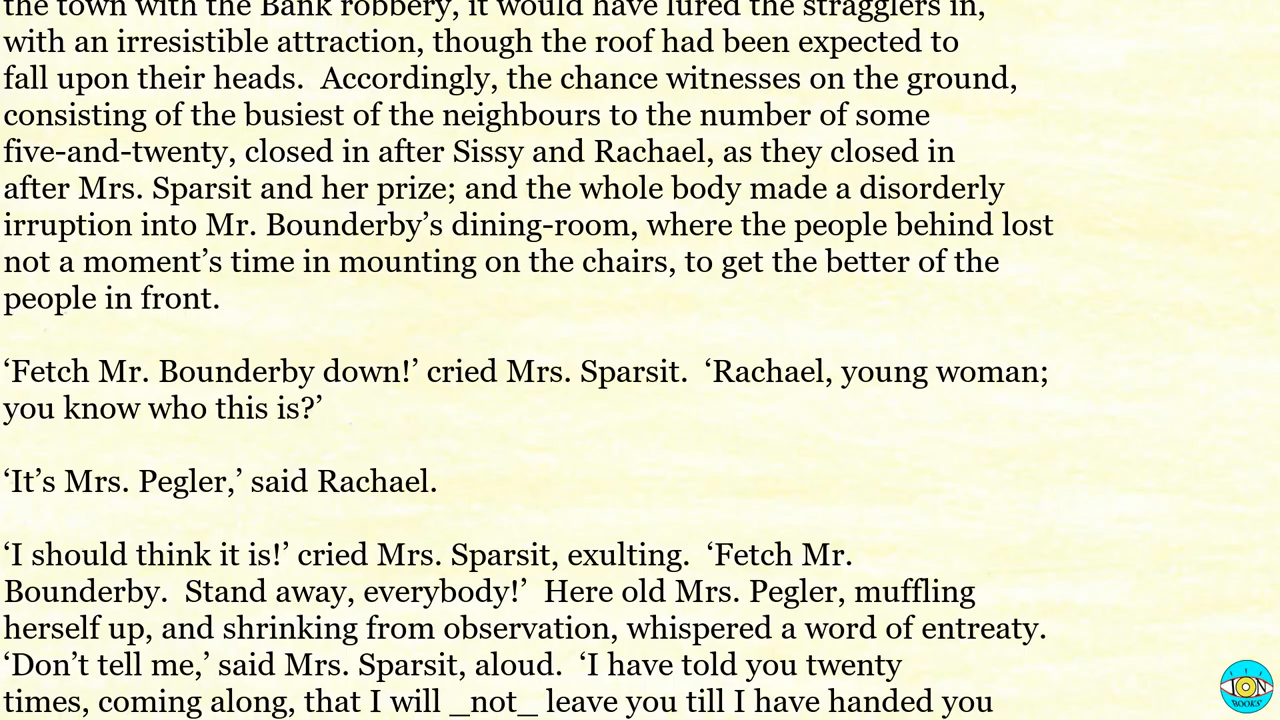 the town with the Bank robbery, it would have lured the stragglers in,
with an irresistible attraction, though the roof had been expected to
fall upon their heads.  Accordingly, the chance witnesses on the ground,
consisting of the busiest of the neighbours to the number of some
five-and-twenty, closed in after Sissy and Rachael, as they closed in
after Mrs. Sparsit and her prize; and the whole body made a disorderly
irruption into Mr. Bounderby’s dining-room, where the people behind lost
not a moment’s time in mounting on the chairs, to get the better of the
people in front.

‘Fetch Mr. Bounderby down!’ cried Mrs. Sparsit.  ‘Rachael, young woman;
you know who this is?’

‘It’s Mrs. Pegler,’ said Rachael.

‘I should think it is!’ cried Mrs. Sparsit, exulting.  ‘Fetch Mr.
Bounderby.  Stand away, everybody!’  Here old Mrs. Pegler, muffling
herself up, and shrinking from observation, whispered a word of entreaty.
‘Don’t tell me,’ said Mrs. Sparsit, aloud.  ‘I have told you twenty
times, coming along, that I will _not_ leave you till I have handed you
ION
BOOKS